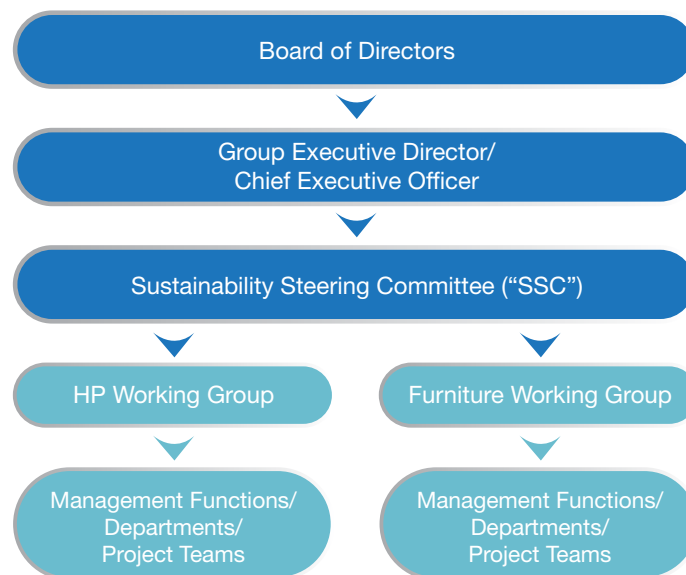 Board of Directors
Group Executive Director/
Chief Executive Officer
Sustainability Steering Committee (“SSC”)
HP Working Group
Furniture Working Group
Management Functions/
Departments/
Project Teams
Management Functions/
Departments/
Project Teams